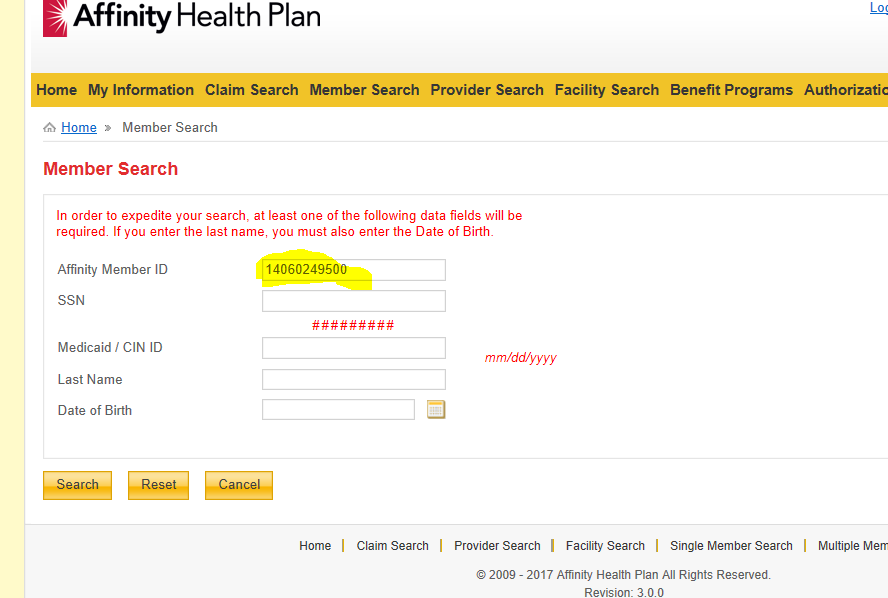 Affinity Health Plan
Home My Information Claim Search Member Search Provider Search Facility Search Benefit Programs
Home » Member Search
Member Search
In order to expedite your search, at least one of the following data fields will be
required. If you enter the last name, you must also enter the Date of Birth.
Affinity Member ID 14060249500
SSN
#########
Medicaid / CIN ID
mm/dd/yyyy
Last Name
Date of Birth
Search Reset Cancel
Home | Claim Search | Provider Search | Facility Search | Single Member Search | Multiple
© 2009 - 2017 Affinity Health Plan All Rights Reserved.
Revision: 3.0.0